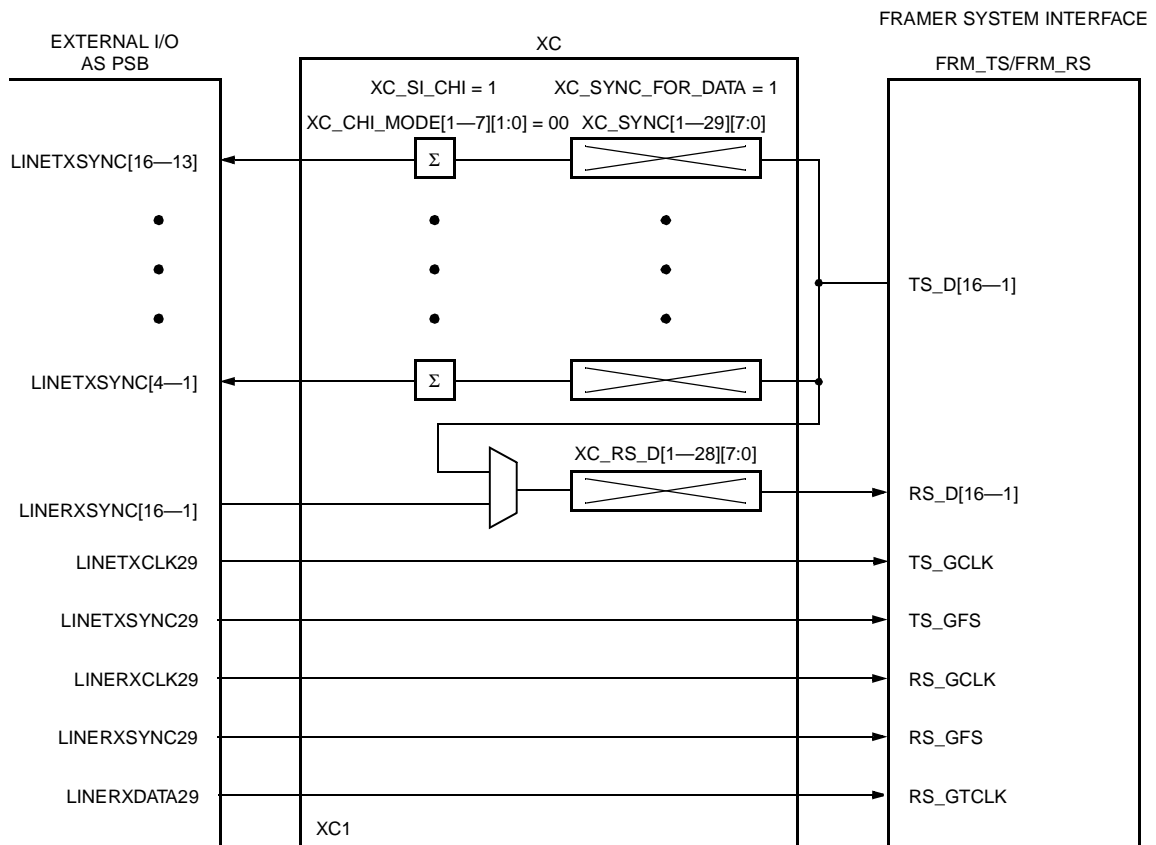 FRAMER SYSTEM INTERFACE
EXTERNAL I/O
AS PSB
XC
FRM_TS/FRM_RS
XC_SI_CHI = 1
XC_SYNC_FOR_DATA = 1
XC_CHI_MODE[1—7][1:0] = 00
XC_SYNC[1—29][7:0]
LINETXSYNC[16—13]
Σ
TS_D[16—1]
LINETXSYNC[4—1]
Σ
XC_RS_D[1—28][7:0]
LINERXSYNC[16—1]
RS_D[16—1]
LINETXCLK29
TS_GCLK
LINETXSYNC29
TS_GFS
LINERXCLK29
RS_GCLK
LINERXSYNC29
RS_GFS
LINERXDATA29
RS_GTCLK
XC1